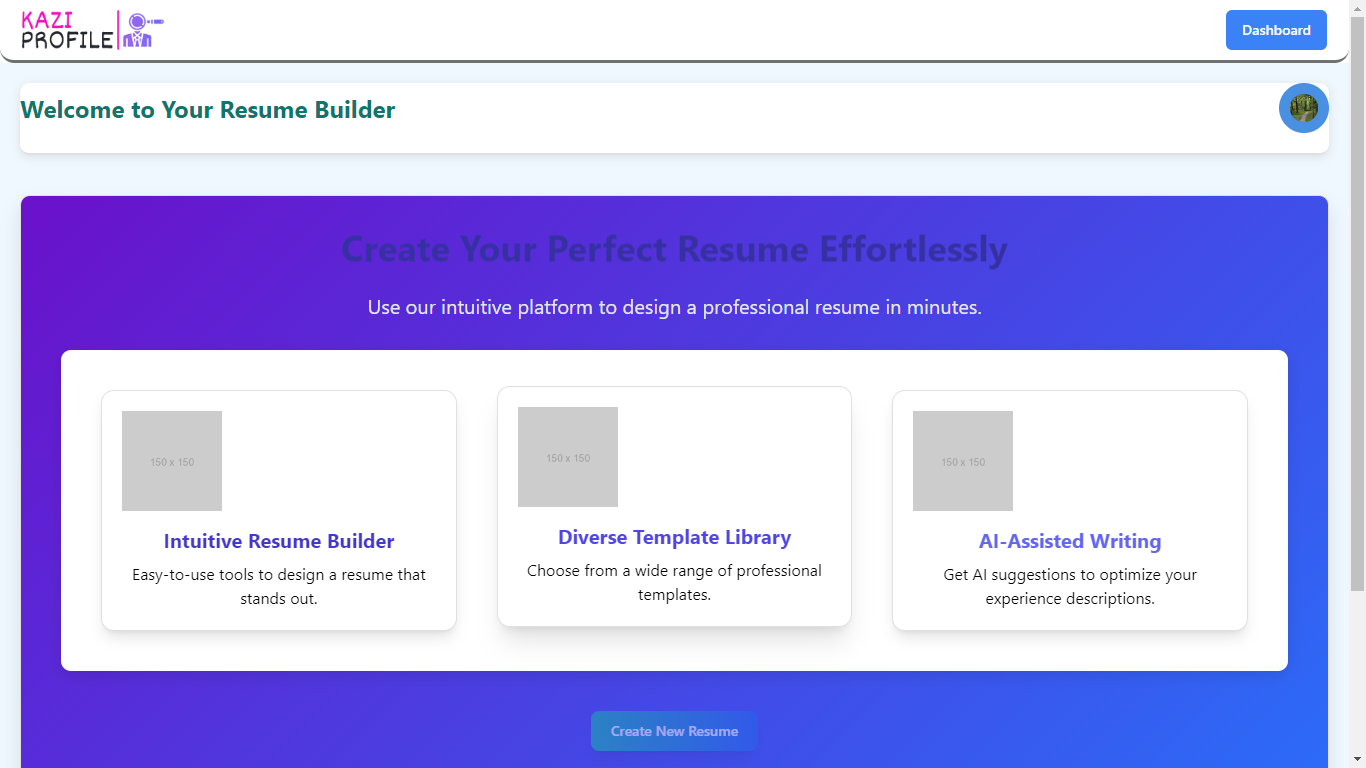 KAZI
PROFILE
Dashboard
Welcome to Your Resume Builder
Create Your Perfect Resume Effortlessly
Use our intuitive platform to design a professional resume in minutes.
150 x 150
Intuitive Resume Builder
Easy-to-use tools to design a resume that
stands out.
150 x 150
Diverse Template Library
Choose from a wide range of professional
templates.
150 x 150
AI-Assisted Writing
Get AI suggestions to optimize your
experience descriptions.
Create New Resume